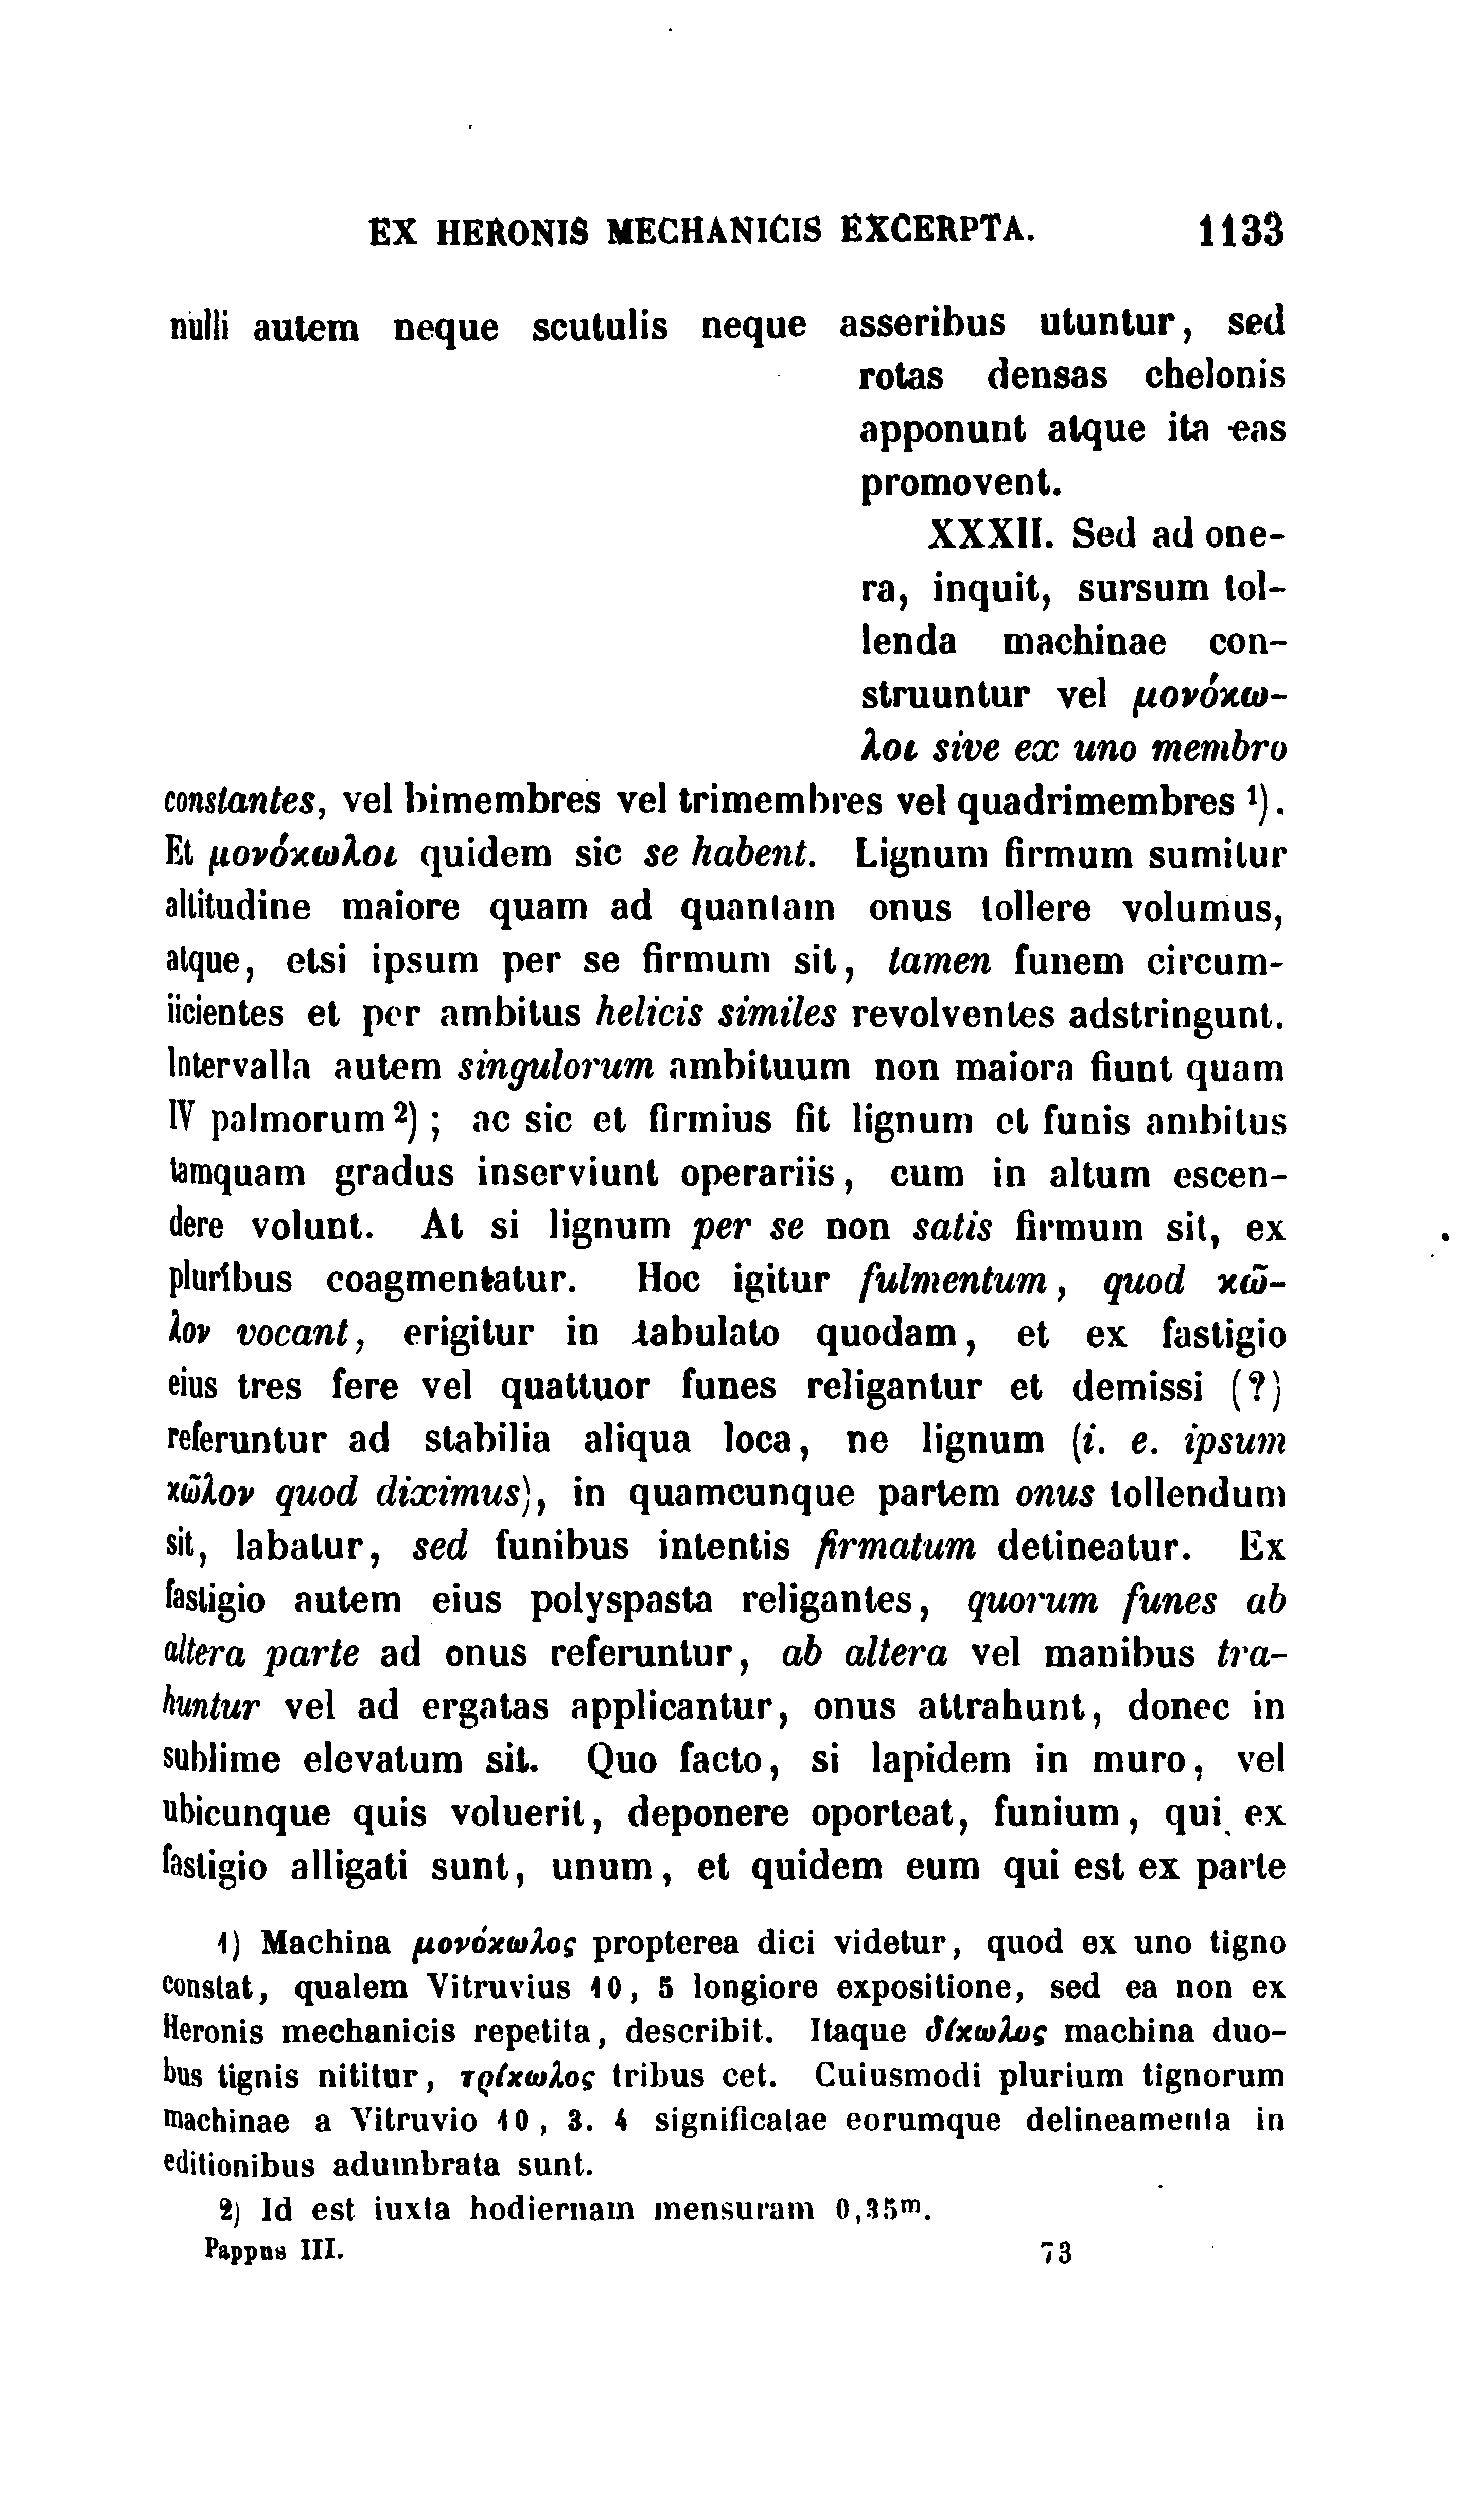 EX HERONIS MECHANICIS EXCERPTA. 1133
nulli autem neque scutulis neque asseribus utuntur, sed
rotas densas chelonis
apponunt atque ita eas
promovent.
XXXII. Sed ad one-
ra, inquit, sursum tol-
lenda machinae con-
struuntur vel μονόκω-
λοι sive ex uno membro
constantes, vel bimembres vel trimembres vel quadrimembres ¹).
Et μονόκωλοι quidem sic se habent. Lignum firmum sumitur
altitudine maiore quam ad quantam onus tollere volumus,
atque, etsi ipsum per se firmum sit, tamen funem circum-
iicientes et per ambitus helicis similes revolventes adstringunt.
Intervalla autem singulorum ambituum non maiora fiunt quam
IV palmorum ²) ; ac sic et firmius fit lignum et funis ambitus
tamquam gradus inserviunt operariis, cum in altum escen-
dere volunt. At si lignum per se non satis firmum sit, ex
pluribus coagmentatur. Hoc igitur fulmentum, quod κῶ-
λον vocant, erigitur in tabulato quodam, et ex fastigio
eius tres fere vel quattuor funes religantur et demissi (?)
referuntur ad stabilia aliqua loca, ne lignum (i. e. ipsum
κῶλον quod diximus), in quamcunque partem onus tollendum
sit, labatur, sed funibus intentis firmatum detineatur. Ex
fastigio autem eius polyspasta religantes, quorum funes ab
altera parte ad onus referuntur, ab altera vel manibus tra-
huntur vel ad ergatas applicantur, onus attrahunt, donec in
sublime elevatum sit. Quo facto, si lapidem in muro, vel
ubicunque quis voluerit, deponere oporteat, funium, qui ex
fastigio alligati sunt, unum, et quidem eum qui est ex parte
1) Machina μονόκωλος propterea dici videtur, quod ex uno tigno
constat, qualem Vitruvius 10, 5 longiore expositione, sed ea non ex
Heronis mechanicis repetita, describit. Itaque δίκωλος machina duo-
bus tignis nititur, τρίκωλος tribus cet. Cuiusmodi plurium tignorum
machinae a Vitruvio 10, 3. 4 significatae eorumque delineamenta in
editionibus adumbrata sunt.
2) Id est iuxta hodiernam mensuram 0,35m.
Pappus III. 73